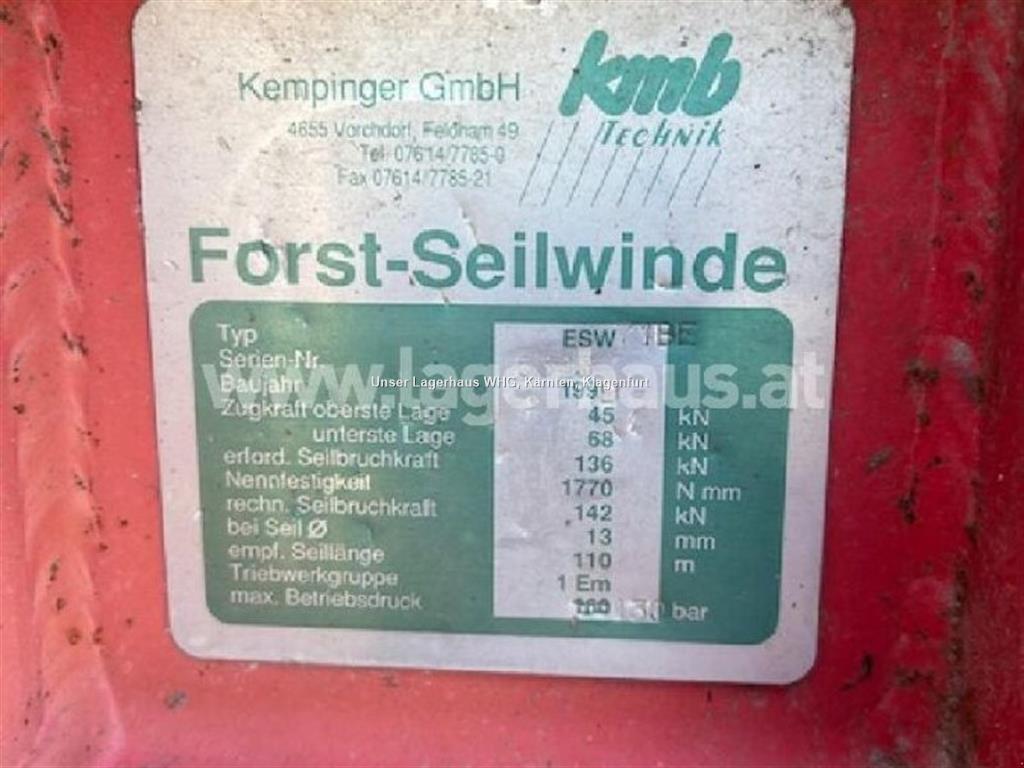 Kempinger GmbH
4655 Vorchdorf, Feldham 49
Tel 07614/7785-0
Fax 07614/7785-21
kmb
TECHNIK
Forst-Seilwinde
Typ ESW /1BE
Serien-Nr.
www.lagerhaus.at
Unser Lagerhaus WHG, Kärnten, Klagenfurt
Baujahr
Zugkraft oberste Lage 45 kN
unterste Lage 68 kN
erford. Seilbruchkraft 136 kN
Nennfestigkeit 1770 N mm
rechn. Seilbruchkraft 142 kN
bei Seil Ø 13 mm
empf. Seillänge 110 m
Triebwerkgruppe 1 Em
max. Betriebsdruck bar